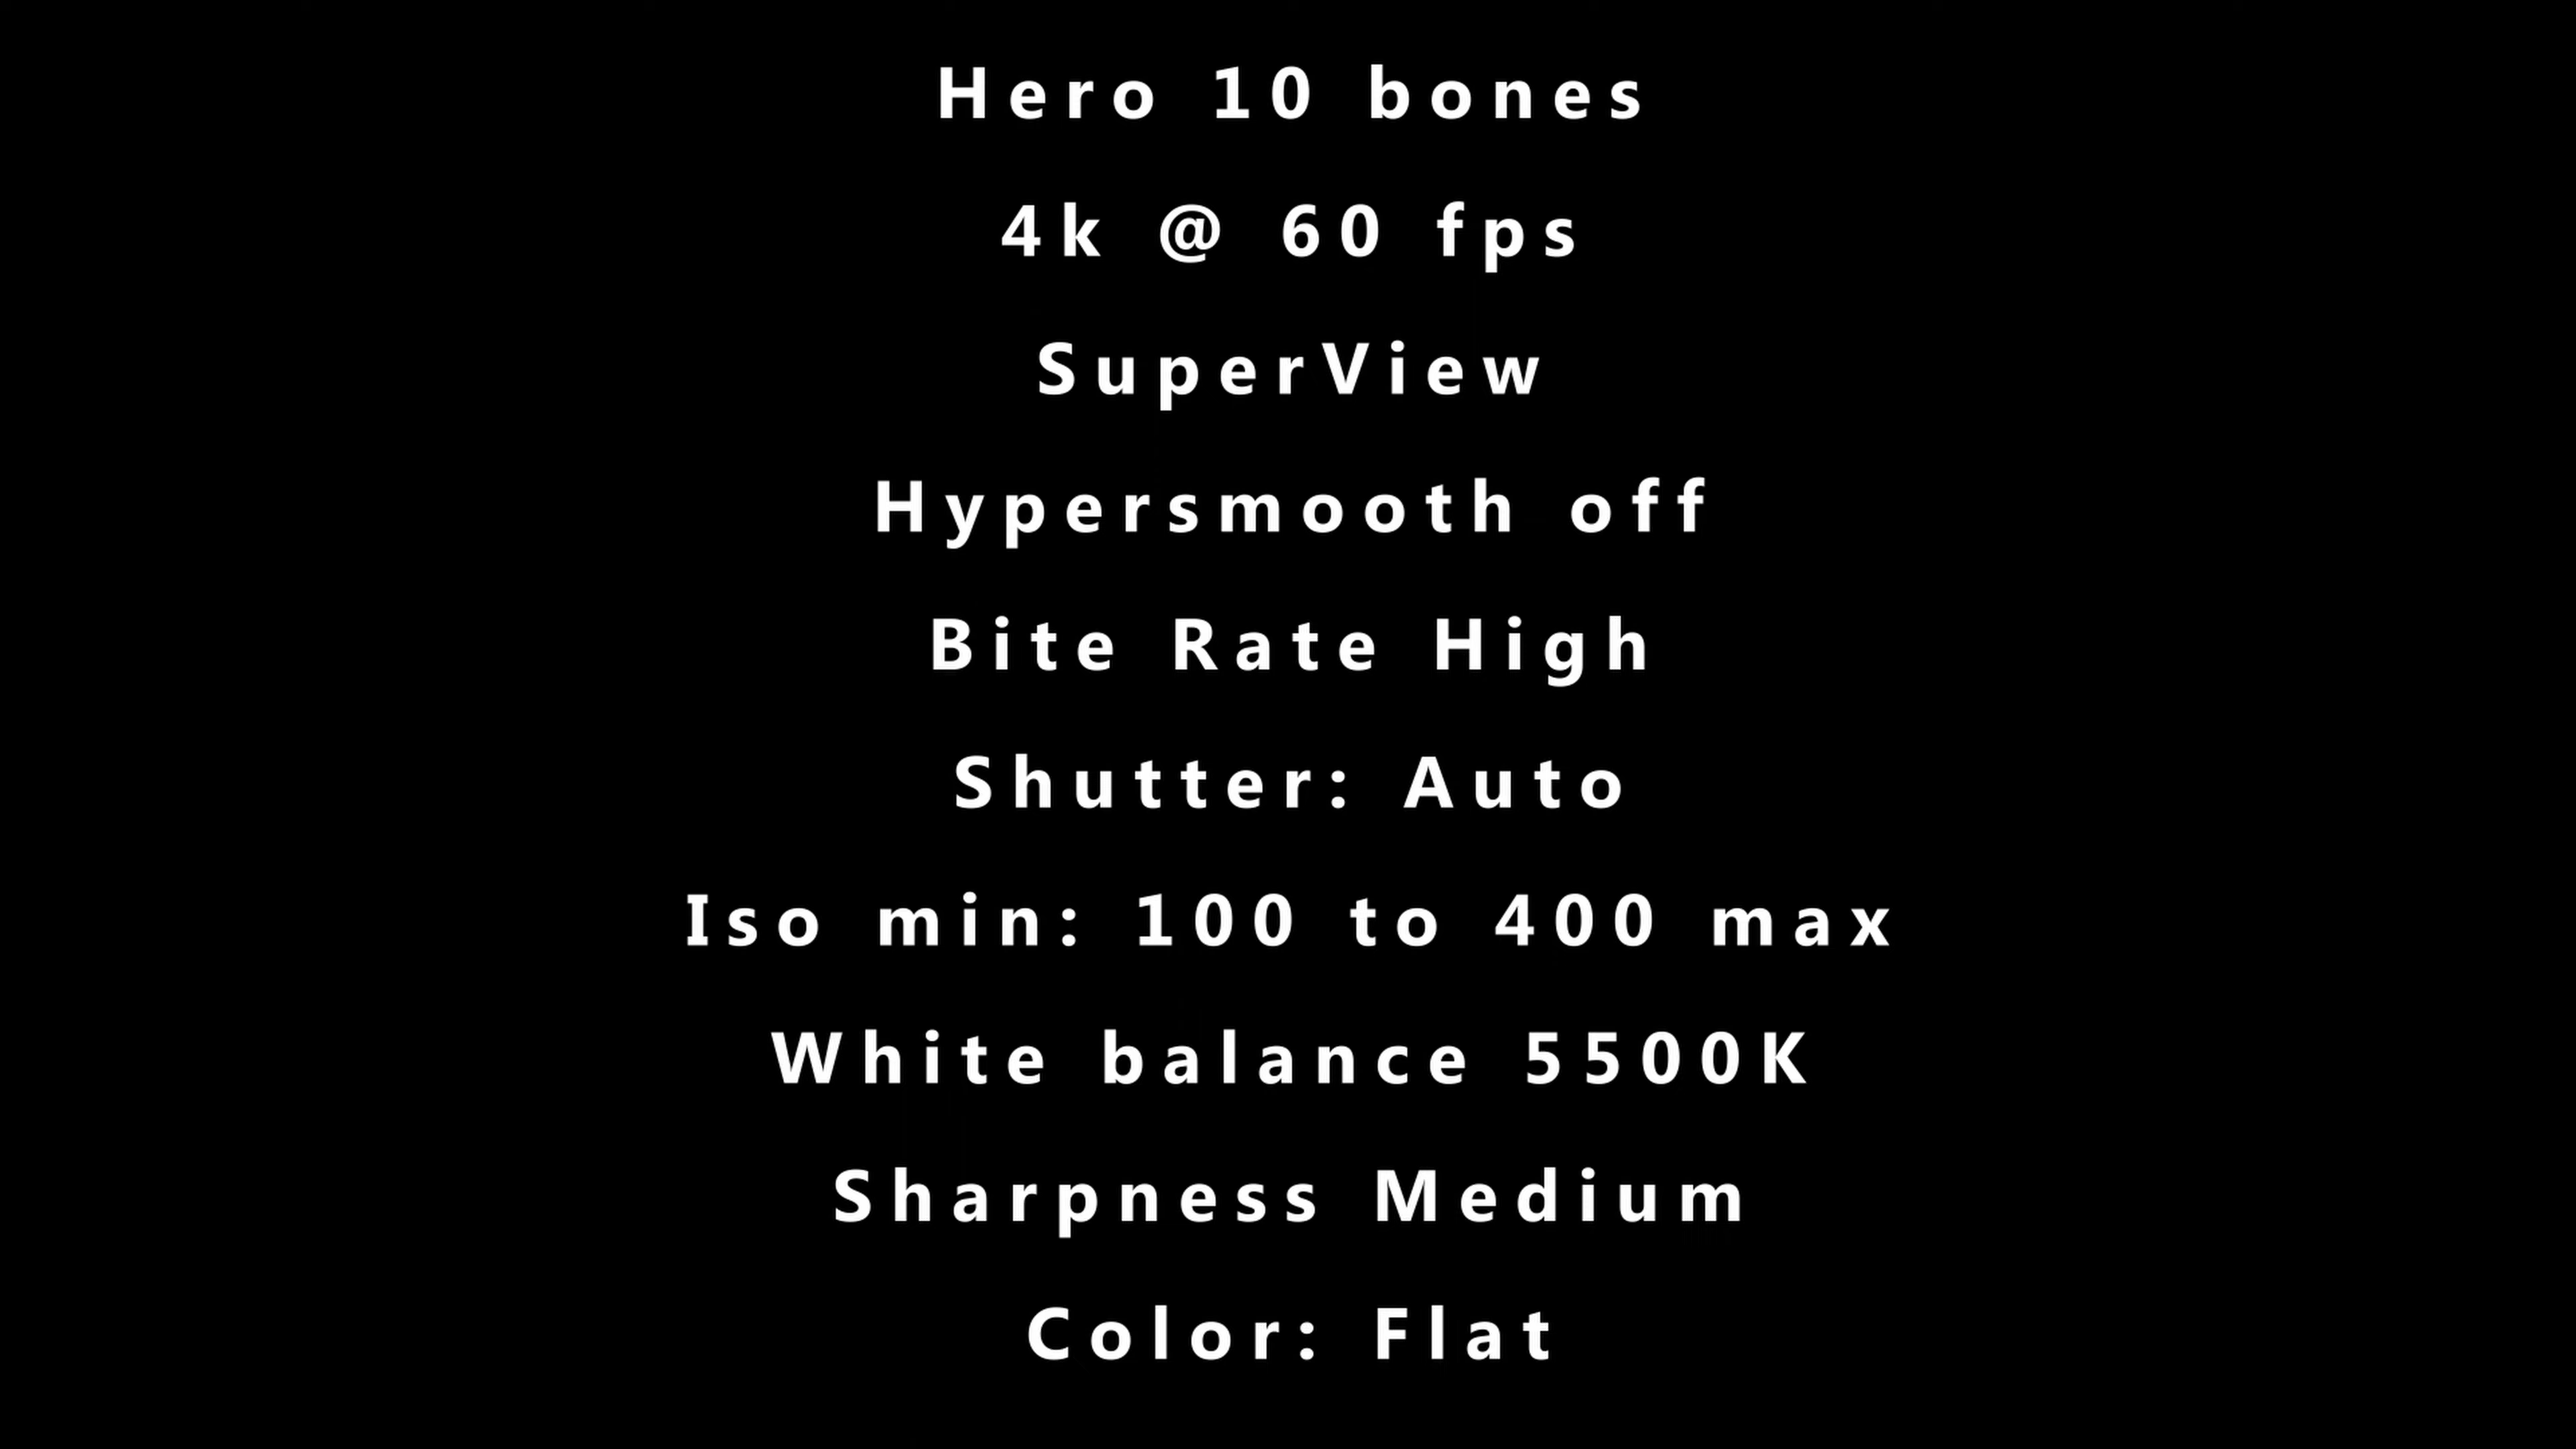 Hero 10 bones
4k @ 60 fps
SuperView
Hypersmooth off
Bite Rate High
Shutter: Auto
Iso min: 100 to 400 max
White balance 5500K
Sharpness Medium
Color: Flat